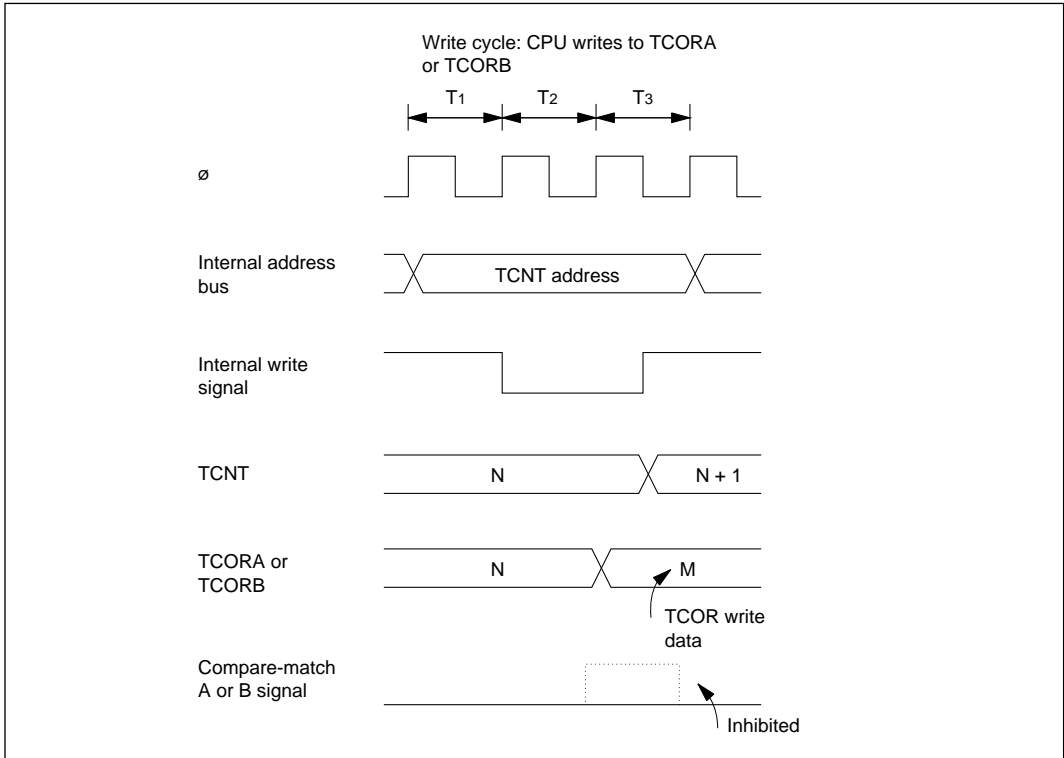 Write cycle: CPU writes to TCORA
or TCORB
T1 T2 T3
ø
Internal address
bus
TCNT address
Internal write
signal
TCNT
N N + 1
TCORA or
TCORB
N M
TCOR write
data
Compare-match
A or B signal
Inhibited